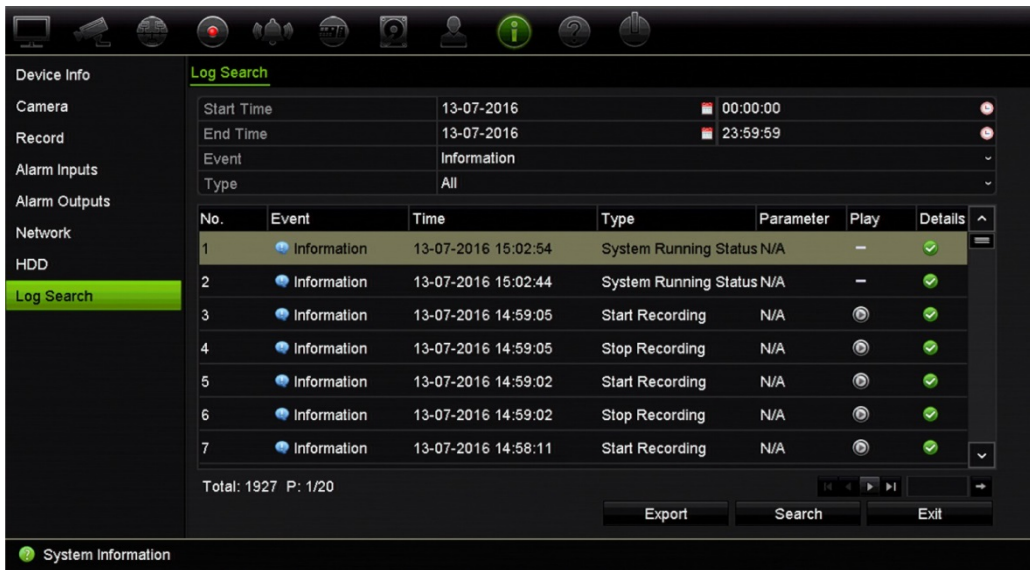 Device Info
Camera
Record
Alarm Inputs
Alarm Outputs
Network
HDD
Log Search
Log Search
Start Time 13-07-2016 00:00:00
End Time 13-07-2016 23:59:59
Event Information
Type All
No. Event Time Type Parameter Play Details
1 Information 13-07-2016 15:02:54 System Running Status N/A
2 Information 13-07-2016 15:02:44 System Running Status N/A
3 Information 13-07-2016 14:59:05 Start Recording N/A
4 Information 13-07-2016 14:59:05 Stop Recording N/A
5 Information 13-07-2016 14:59:02 Start Recording N/A
6 Information 13-07-2016 14:59:02 Stop Recording N/A
7 Information 13-07-2016 14:58:11 Start Recording N/A
Total: 1927 P: 1/20
Export Search Exit
System Information